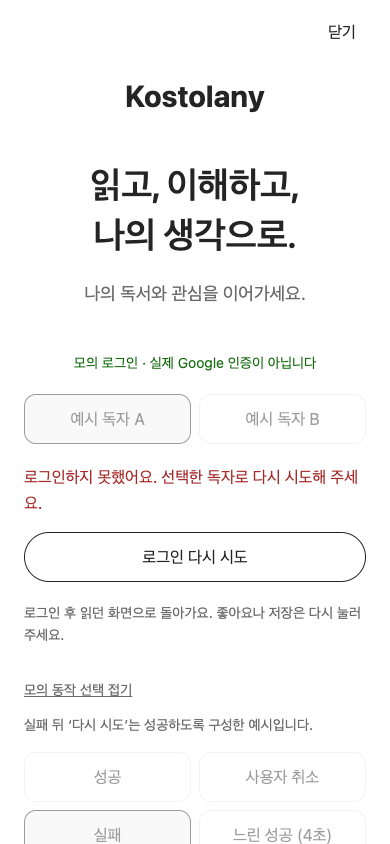 닫기
Kostolany
읽고, 이해하고,
나의 생각으로.
나의 독서와 관심을 이어가세요.
모의 로그인 · 실제 Google 인증이 아닙니다
예시 독자 A
예시 독자 B
로그인하지 못했어요. 선택한 독자로 다시 시도해 주세
요.
로그인 다시 시도
로그인 후 읽던 화면으로 돌아가요. 좋아요나 저장은 다시 눌러
주세요.
모의 동작 선택 접기
실패 뒤 ‘다시 시도’는 성공하도록 구성한 예시입니다.
성공
사용자 취소
실패
느린 성공 (4초)